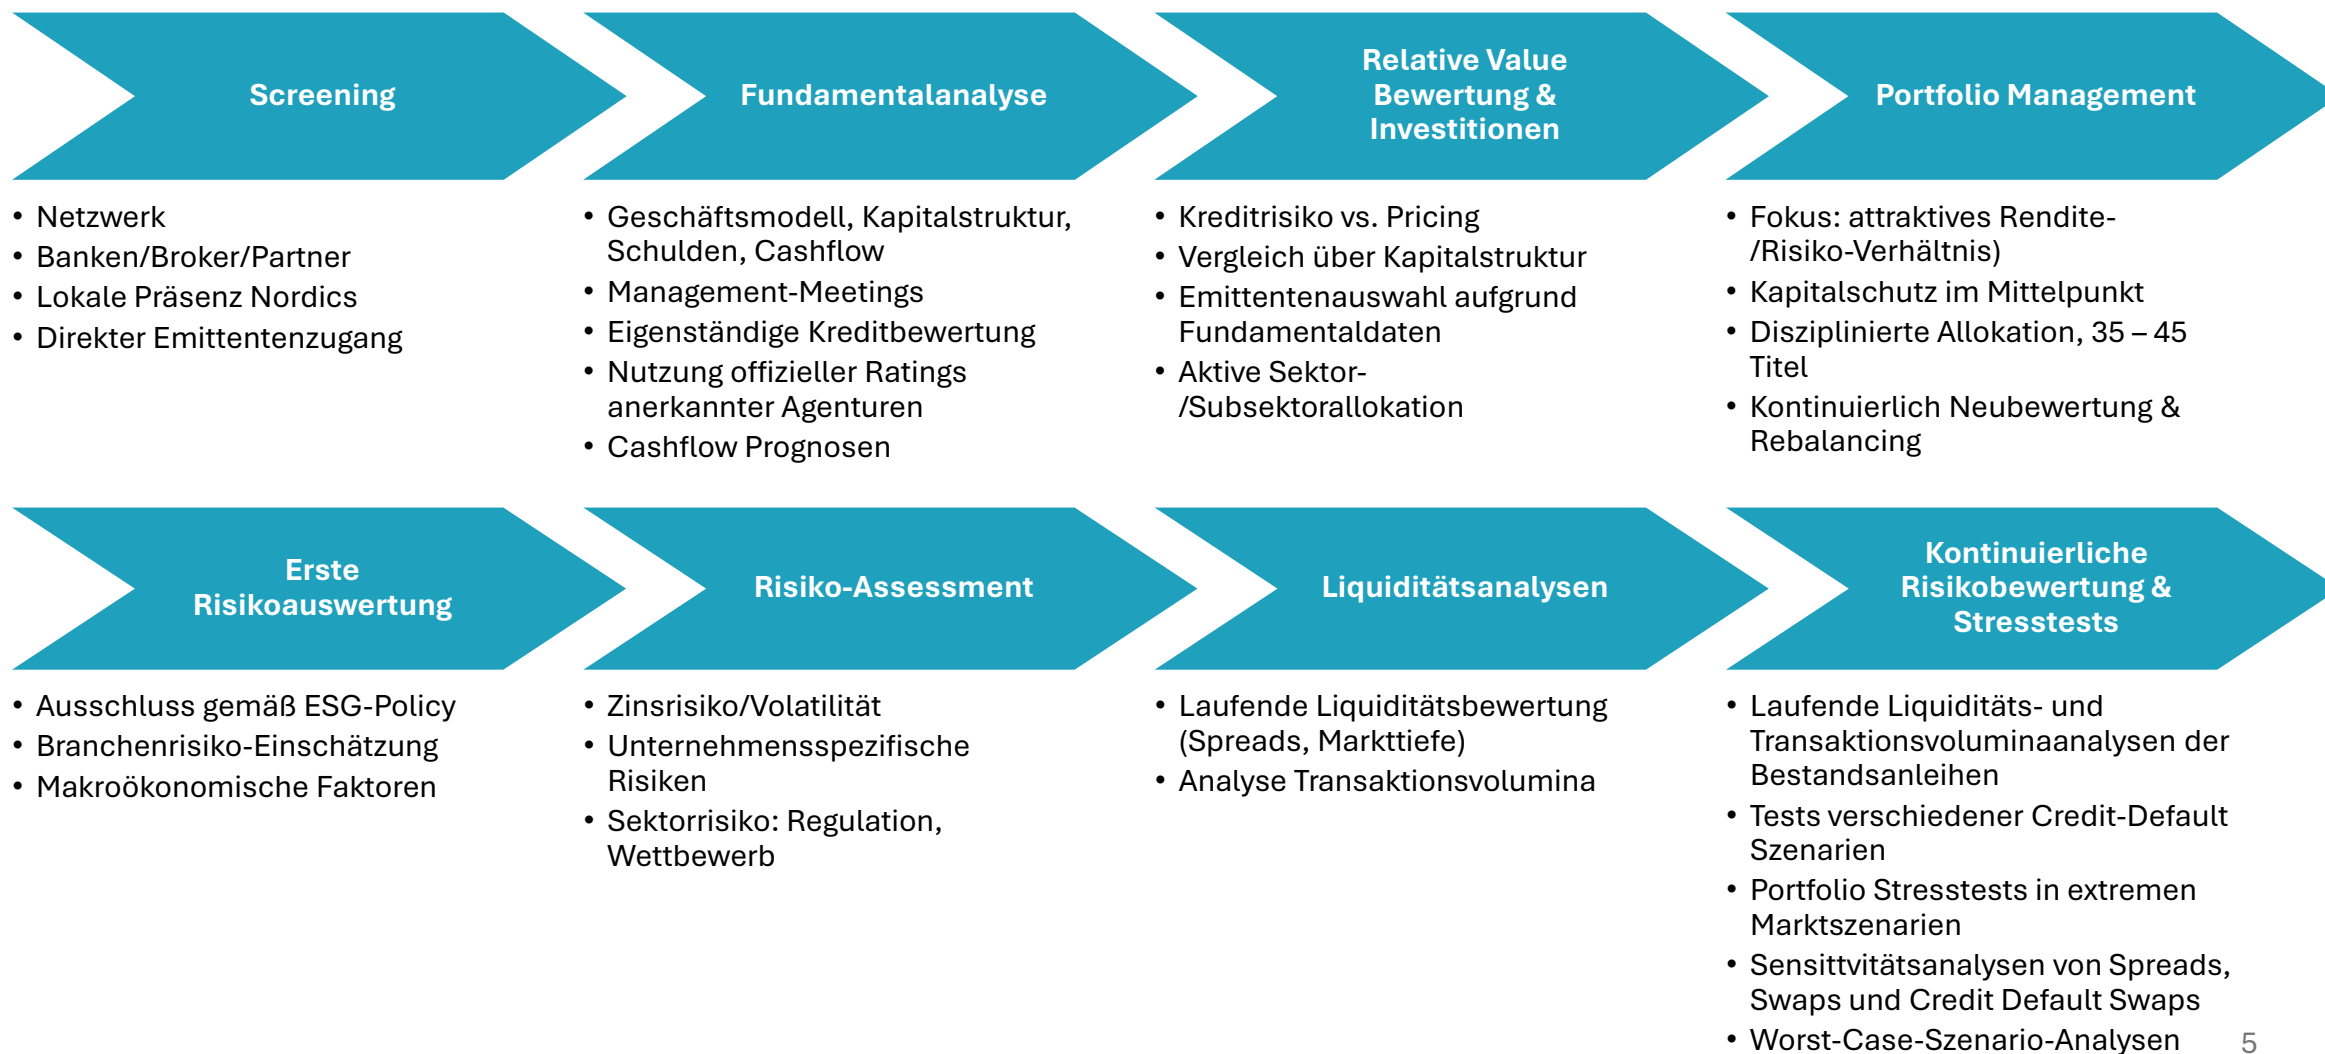 Screening
• Netzwerk
• Banken/Broker/Partner
• Lokale Präsenz Nordics
• Direkter Emittentenzugang
Fundamentalanalyse
• Geschäftsmodell, Kapitalstruktur,
Schulden, Cashflow
• Management-Meetings
• Eigenständige Kreditbewertung
• Nutzung offizieller Ratings
anerkannter Agenturen
• Cashflow Prognosen
Relative Value
Bewertung &
Investitionen
• Kreditrisiko vs. Pricing
• Vergleich über Kapitalstruktur
• Emittentenauswahl aufgrund
Fundamentaldaten
• Aktive Sektor-
/Subsektorallokation
Portfolio Management
• Fokus: attraktives Rendite-
/Risiko-Verhältnis)
• Kapitalschutz im Mittelpunkt
• Disziplinierte Allokation, 35 – 45
Titel
• Kontinuierlich Neubewertung &
Rebalancing
Erste
Risikoauswertung
• Ausschluss gemäß ESG-Policy
• Branchenrisiko-Einschätzung
• Makroökonomische Faktoren
Risiko-Assessment
• Zinsrisiko/Volatilität
• Unternehmensspezifische
Risiken
• Sektorrisiko: Regulation,
Wettbewerb
Liquiditätsanalysen
• Laufende Liquiditätsbewertung
(Spreads, Markttiefe)
• Analyse Transaktionsvolumina
Kontinuierliche
Risikobewertung &
Stresstests
• Laufende Liquiditäts- und
Transaktionsvoluminaanalysen der
Bestandsanleihen
• Tests verschiedener Credit-Default
Szenarien
• Portfolio Stresstests in extremen
Marktszenarien
• Sensittvitätsanalysen von Spreads,
Swaps und Credit Default Swaps
• Worst-Case-Szenario-Analysen
5